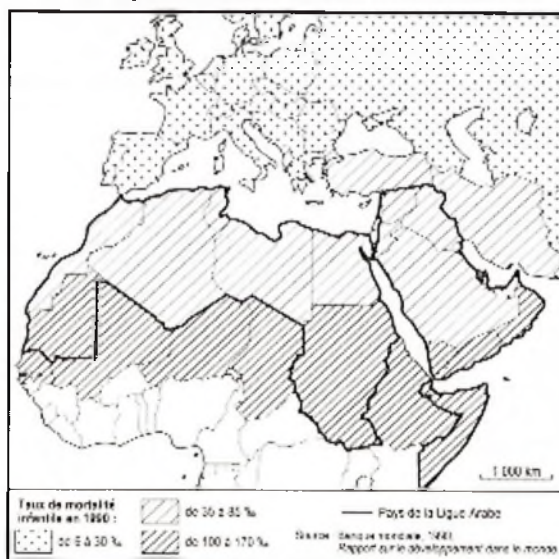 1 000 km
Taux de mortalité
infantile en 1990 :
de 6 à 30 ‰
de 35 à 85 ‰
de 100 à 170 ‰
Pays de la Ligue Arabe
Source : Banque mondiale, 1990,
Rapport sur le développement dans le monde